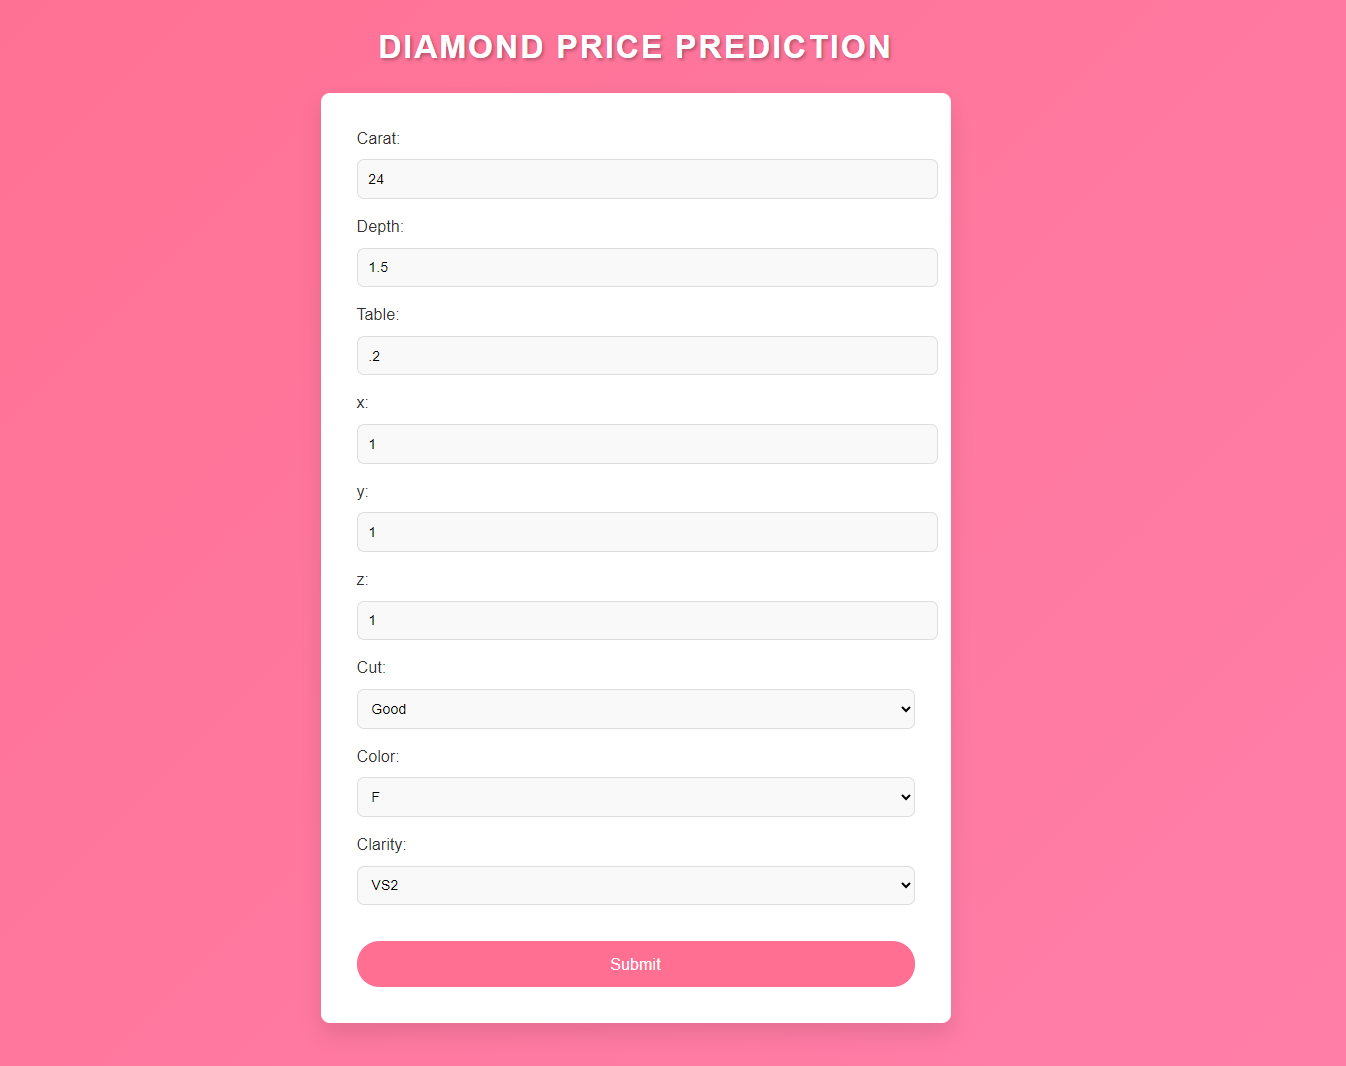 DIAMOND PRICE PREDICTION
Carat:
24
Depth:
1.5
Table:
.2
x:
1
y:
1
z:
1
Cut:
Good
Color:
F
Clarity:
VS2
Submit